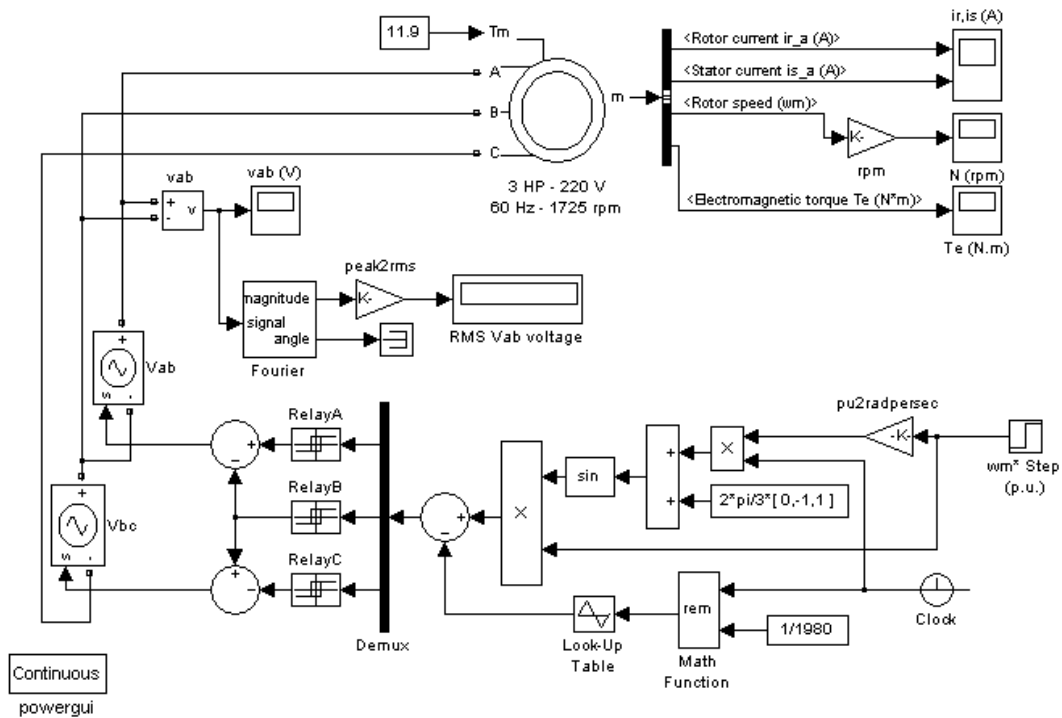 ir,is (A)
11.9
Tm
<Rotor current ir_a (A)>
A
<Stator current is_a (A)>
m
<Rotor speed (wm)>
B
K-
C
rpm
N (rpm)
vab
vab (V)
3 HP - 220 V
60 Hz - 1725 rpm
+
-
v
<Electromagnetic torque Te (N*m)>
Te (N.m)
peak2rms
magnitude
signal
angle
K-
RMS Vab voltage
Fourier
+
Vab
s
-
RelayA
pu2radpersec
-K-
+
−
wm* Step
(p.u.)
+
+
×
sin
2*pi/3*[ 0,-1,1 ]
+
Vbc
s
-
RelayB
+
−
×
RelayC
+
−
rem
Clock
1/1980
Demux
Look-Up
Table
Math
Function
Continuous
powergui